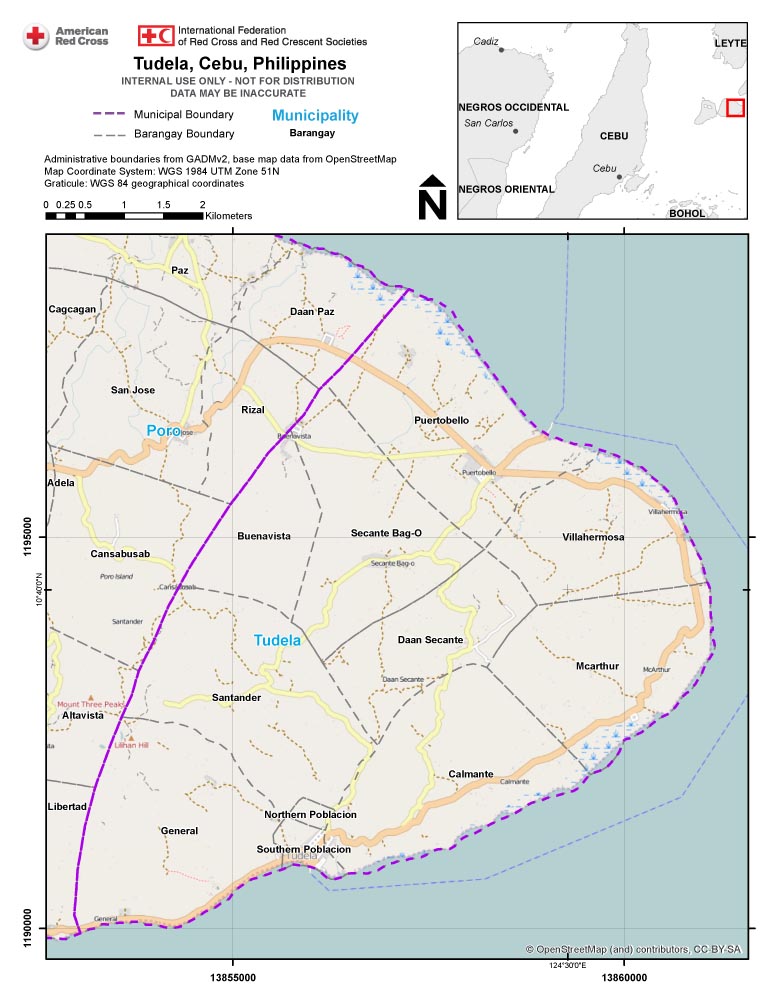 American
Red Cross
International Federation
of Red Cross and Red Crescent Societies
Tudela, Cebu, Philippines
INTERNAL USE ONLY - NOT FOR DISTRIBUTION
DATA MAY BE INACCURATE
Municipal Boundary
Municipality
Barangay Boundary
Barangay
Administrative boundaries from GADMv2, base map data from OpenStreetMap
Map Coordinate System: WGS 1984 UTM Zone 51N
Graticule: WGS 84 geographical coordinates
0 0.25 0.5 1 1.5 2
Kilometers
N
Cadiz
LEYTE
NEGROS OCCIDENTAL
San Carlos
CEBU
Cebu
NEGROS ORIENTAL
BOHOL
Paz
Cagcagan
Daan Paz
San Jose
Rizal
Puertobello
Poro
Buenavista
Puertobello
Adela
Villahermosa
1195000
Buenavista
Secante Bag-O
Villahermosa
Cansabusab
Secante Bag-o
Poro Island
10°40'0"N
Cansabusab
Santander
Tudela
Daan Secante
Mcarthur
McArthur
Daan Secante
Santander
Mount Three Peaks
Altavista
Lilihan Hill
Calmante
Calmante
Libertad
Northern Poblacion
General
Southern Poblacion
Tudela
General
1190000
© OpenStreetMap (and) contributors, CC-BY-SA
124°30'0"E
13855000
13860000